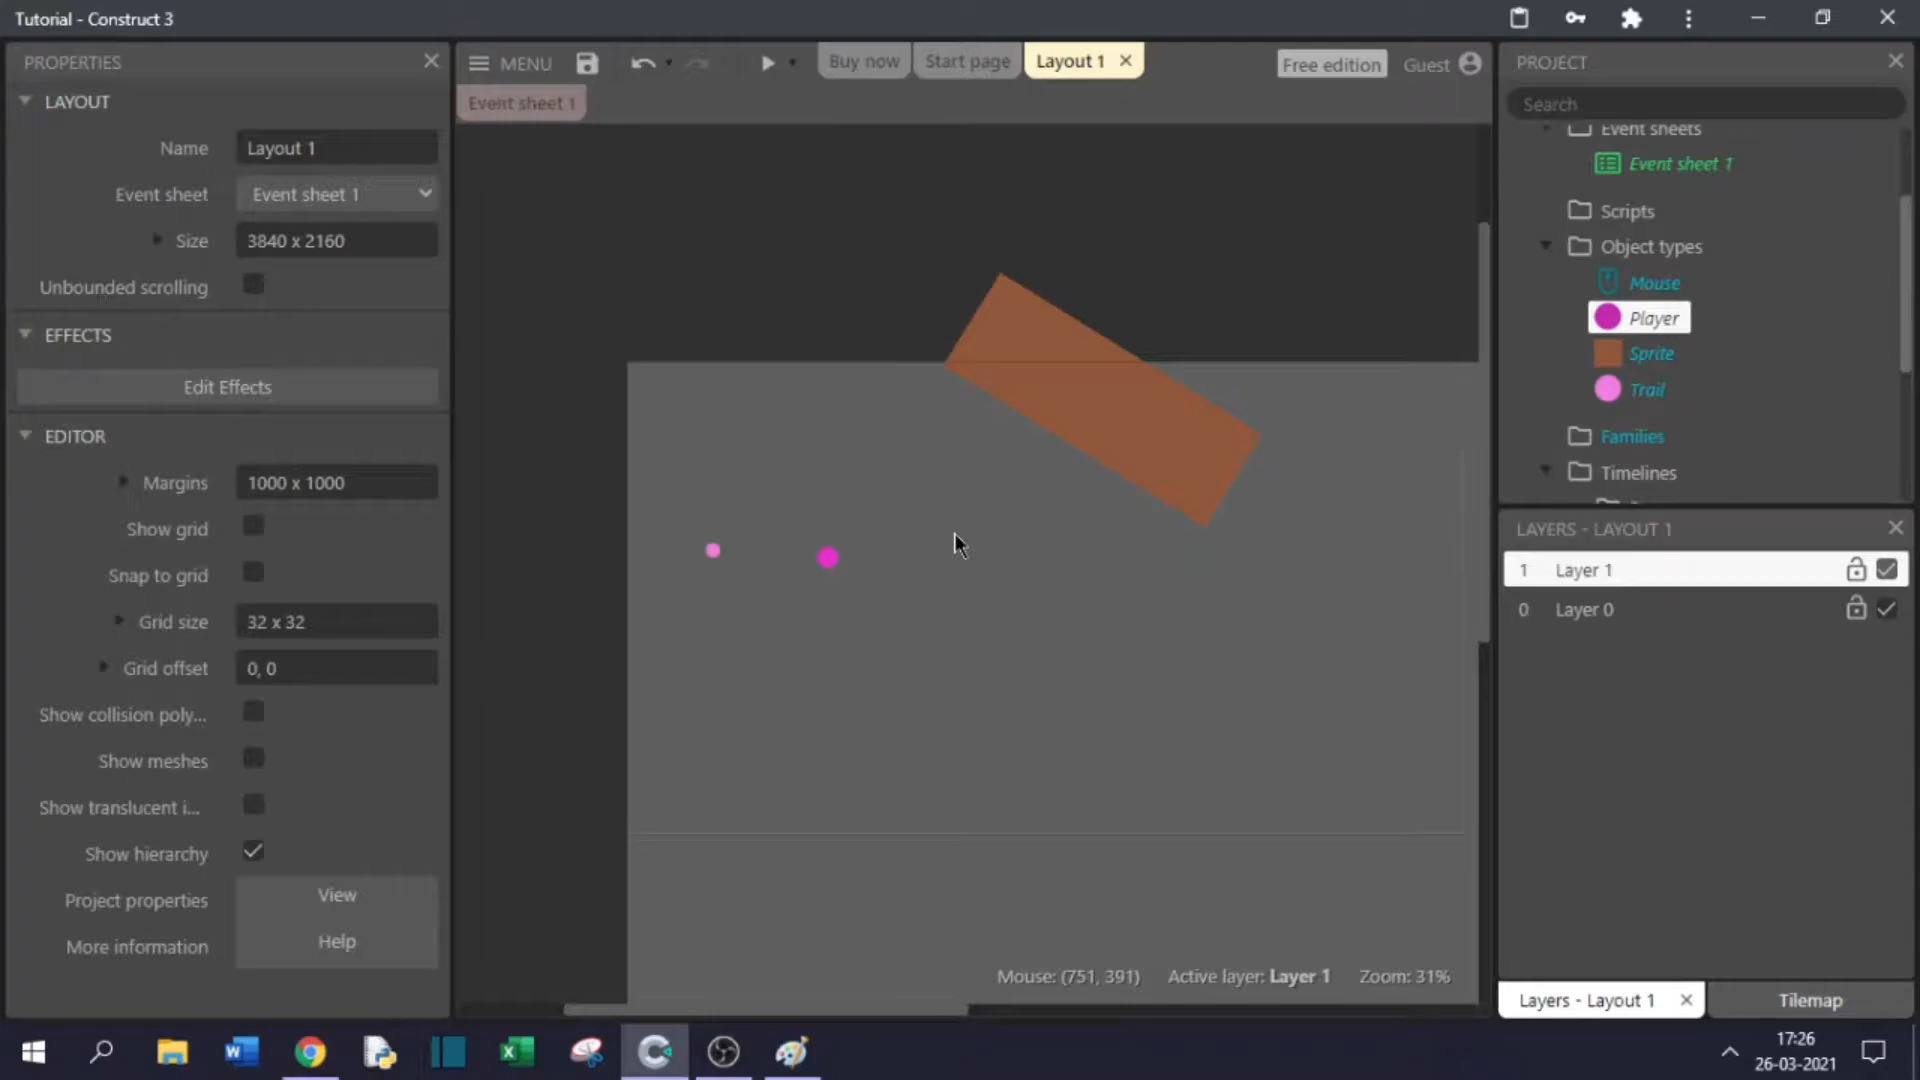 Tutorial - Construct 3
PROPERTIES
LAYOUT
Name Layout 1
Event sheet Event sheet 1
Size 3840 x 2160
Unbounded scrolling
EFFECTS
Edit Effects
EDITOR
Margins 1000 x 1000
Show grid
Snap to grid
Grid size 32 x 32
Grid offset 0, 0
Show collision poly...
Show meshes
Show translucent i...
Show hierarchy
Project properties View
More information Help
MENU
Buy now
Start page
Layout 1
Free edition
Guest
Event sheet 1
Mouse: (751, 391) Active layer: Layer 1 Zoom: 31%
PROJECT
Search
Event sheets
Event sheet 1
Scripts
Object types
Mouse
Player
Sprite
Trail
Families
Timelines
LAYERS - LAYOUT 1
1 Layer 1
0 Layer 0
Layers - Layout 1
Tilemap
17:26
26-03-2021